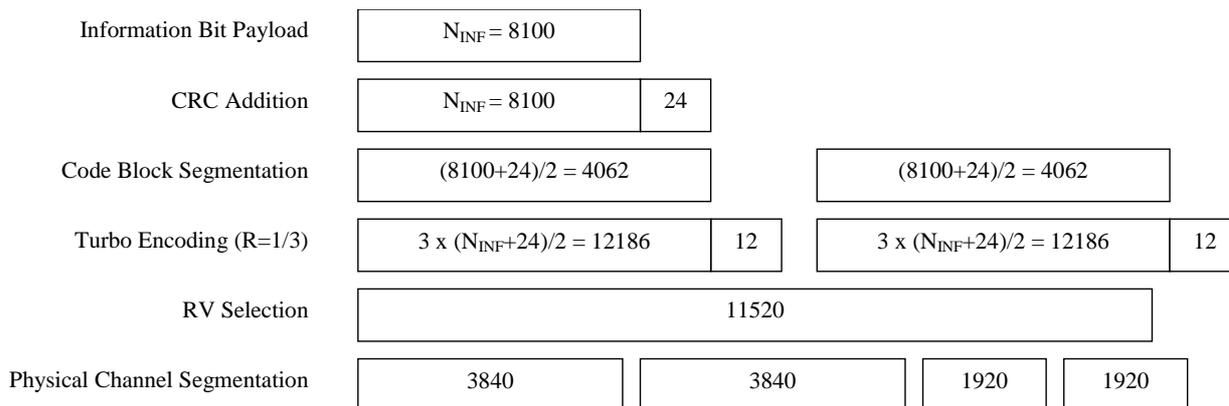 Information Bit Payload N_INF = 8100
CRC Addition N_INF = 8100 24
Code Block Segmentation (8100+24)/2 = 4062 (8100+24)/2 = 4062
Turbo Encoding (R=1/3) 3 x (N_INF+24)/2 = 12186 12 3 x (N_INF+24)/2 = 12186 12
RV Selection 11520
Physical Channel Segmentation 3840 3840 1920 1920